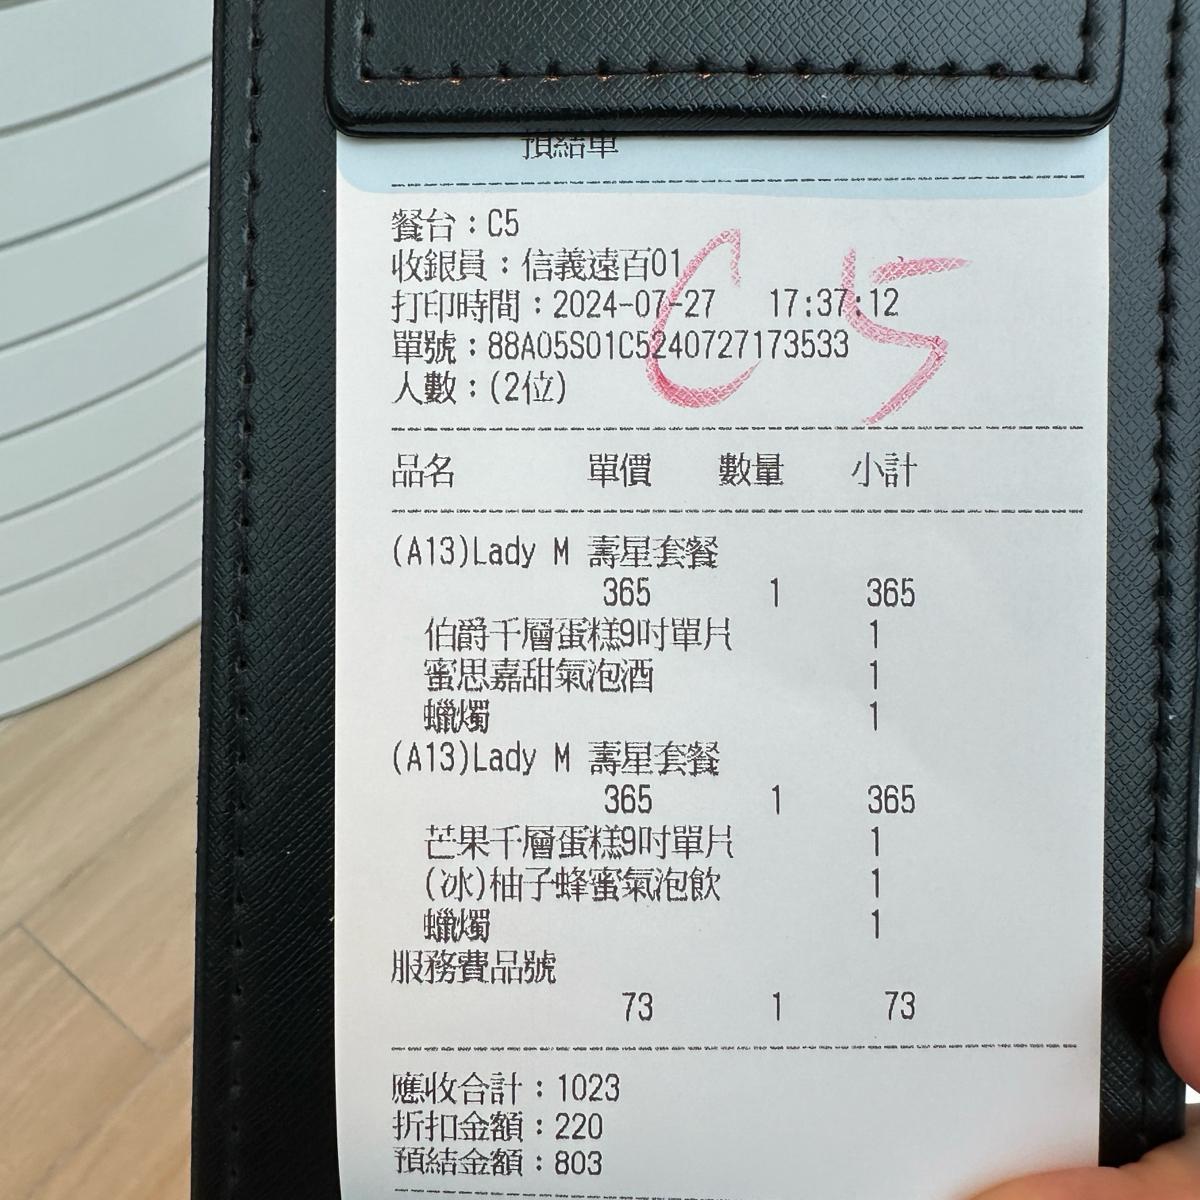 預結單
餐台：C5
收銀員：信義遠百01
打印時間：2024-07-27 17:37:12
單號：88A05S01C5240727173533
人數：(2位)
C5
品名 單價 數量 小計
(A13)Lady M 壽星套餐
365 1 365
伯爵千層蛋糕9吋單片 1
蜜思嘉甜氣泡酒 1
蠟燭 1
(A13)Lady M 壽星套餐
365 1 365
芒果千層蛋糕9吋單片 1
(冰)柚子蜂蜜氣泡飲 1
蠟燭 1
服務費品號
73 1 73
應收合計：1023
折扣金額：220
預結金額：803